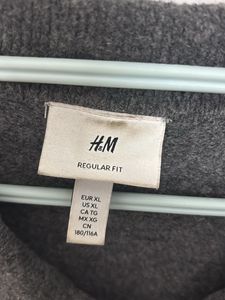 H&M
REGULAR FIT
EUR XL
US XL
CA TG
MX XG
CN
180/116A